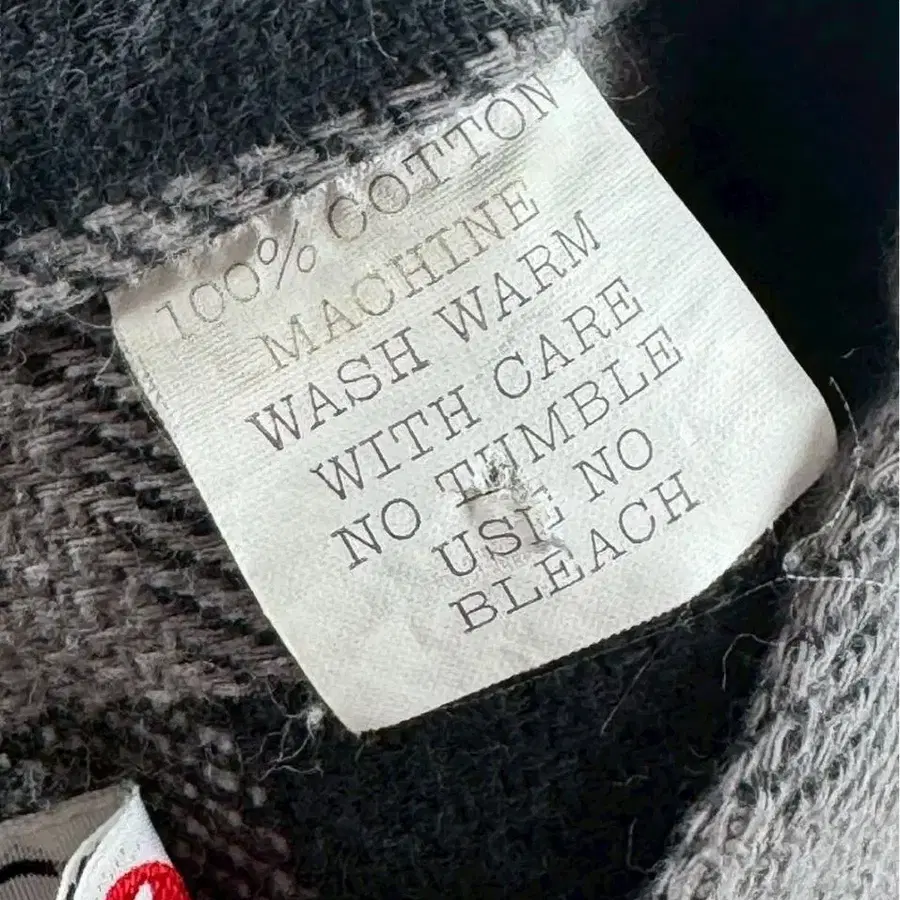 100% COTTON
MACHINE
WASH WARM
WITH CARE
NO TUMBLE
USE NO
BLEACH